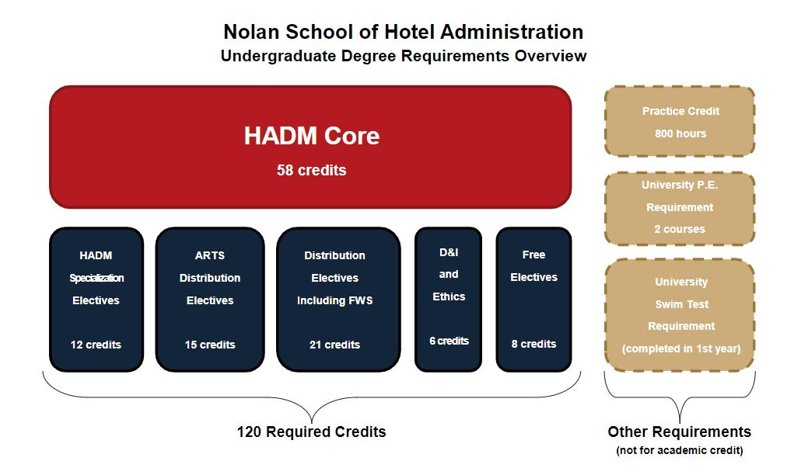 Nolan School of Hotel Administration
Undergraduate Degree Requirements Overview
HADM Core
58 credits
HADM
Specialization
Electives
12 credits
ARTS
Distribution
Electives
15 credits
Distribution
Electives
Including FWS
21 credits
D&I
and
Ethics
6 credits
Free
Electives
8 credits
120 Required Credits
Practice Credit
800 hours
University P.E.
Requirement
2 courses
University
Swim Test
Requirement
(completed in 1st year)
Other Requirements
(not for academic credit)